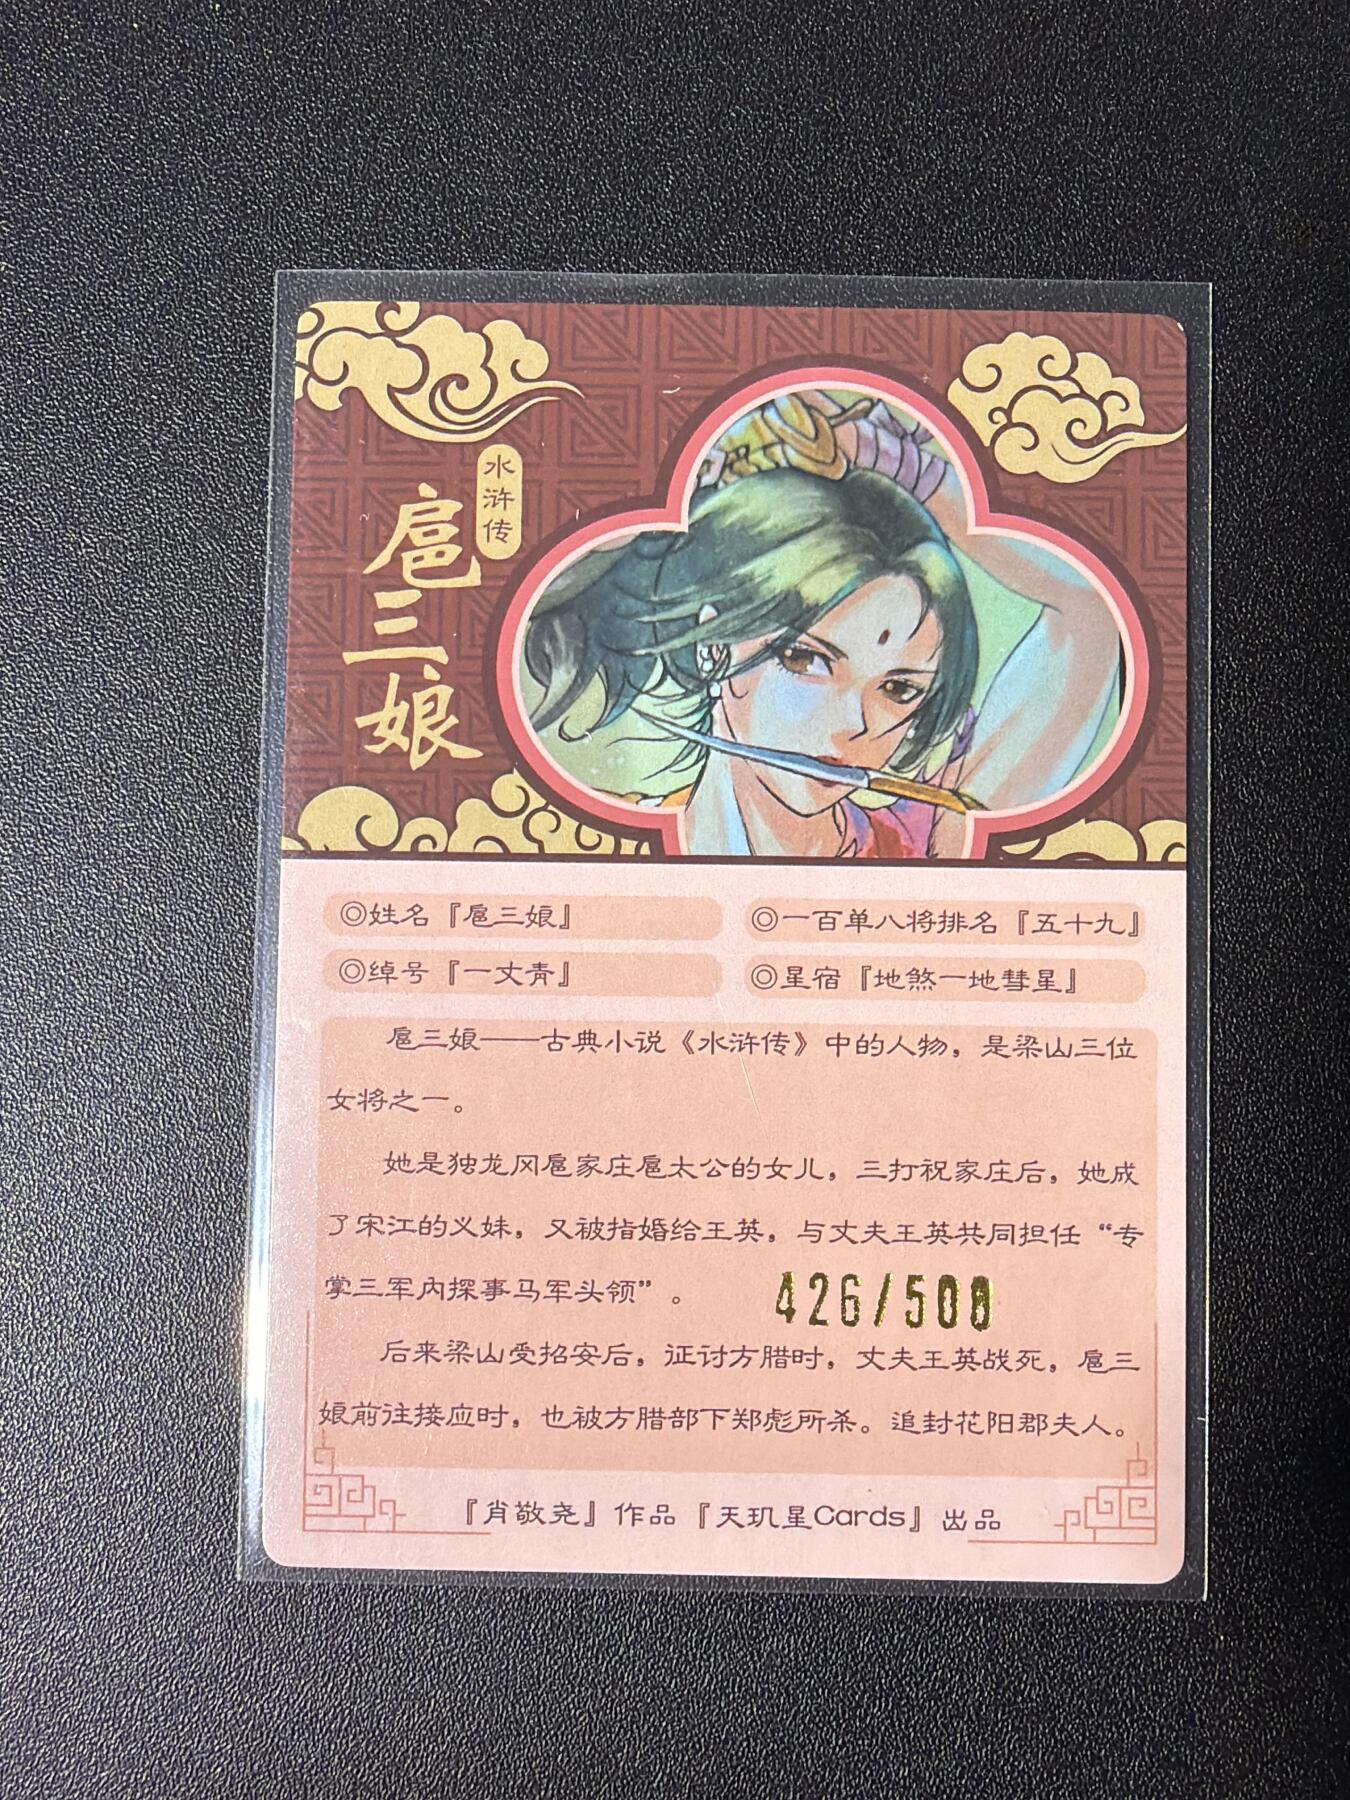 水浒传
扈三娘
◎姓名『扈三娘』
◎一百单八将排名『五十九』
◎绰号『一丈青』
◎星宿『地煞一地彗星』
扈三娘——古典小说《水浒传》中的人物，是梁山三位
女将之一。
她是独龙冈扈家庄扈太公的女儿，三打祝家庄后，她成
了宋江的义妹，又被指婚给王英，与丈夫王英共同担任“专
掌三军内探事马军头领”。
426/500
后来梁山受招安后，征讨方腊时，丈夫王英战死，扈三
娘前往接应时，也被方腊部下郑彪所杀。追封花阳郡夫人。
『肖敬尧』作品『天玑星Cards』出品